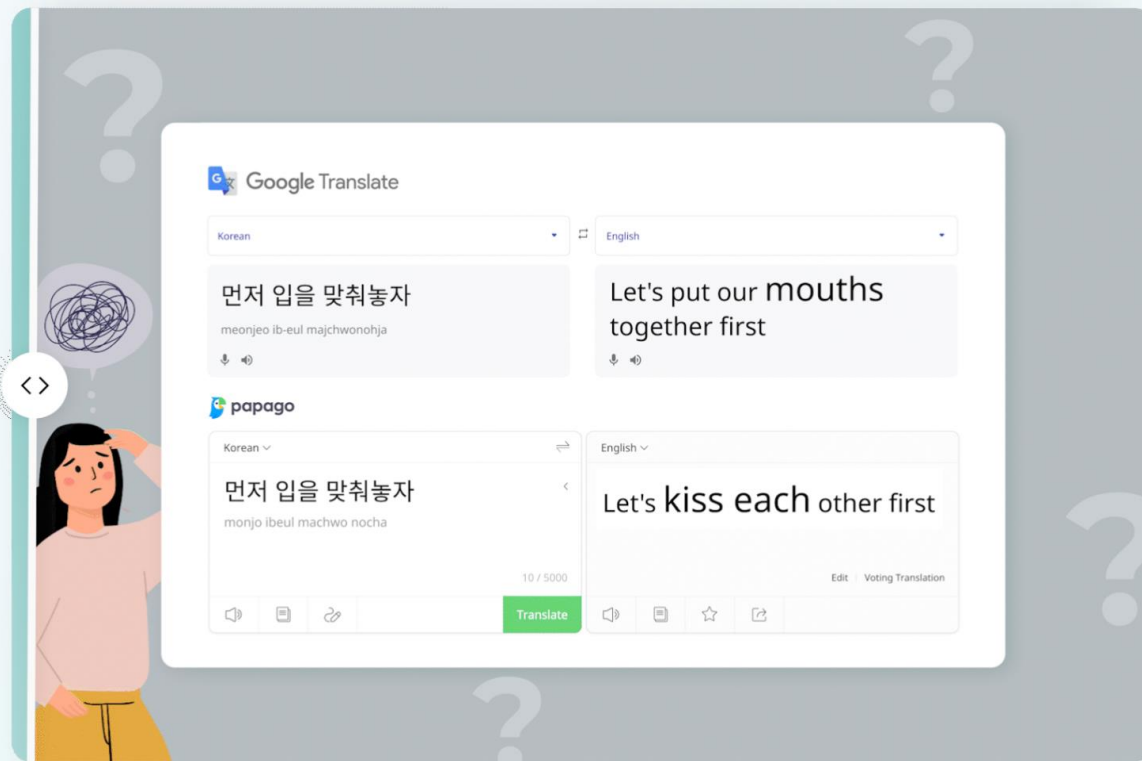 Google Translate
Korean
English
먼저 입을 맞춰놓자
meonjeo ib-eul majchwonohja
Let's put our mouths
together first
papago
Korean
English
먼저 입을 맞춰놓자
monjo ibeul machwo nocha
10 / 5000
Translate
Let's kiss each other first
Edit
Voting Translation